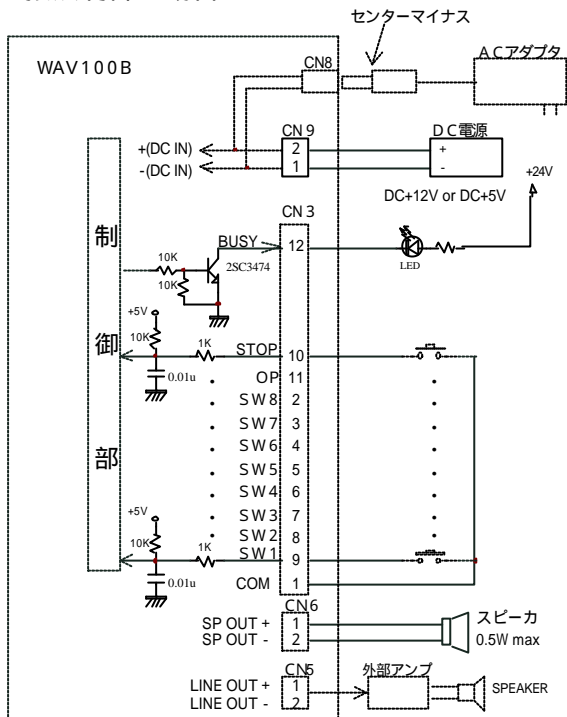 センターマイナス
ACアダプタ
WAV100B
CN8
CN9
DC電源
+(DC IN)
2
+
-(DC IN)
1
-
+24V
DC+12V or DC+5V
CN3
制
BUSY
12
10K
2SC3474
LED
10K
+5V
御
10K
1K
STOP
10
OP
11
0.01u
SW8
2
SW7
3
SW6
4
部
SW5
5
SW4
6
SW3
7
+5V
SW2
8
10K
1K
SW1
9
0.01u
COM
1
CN6
SP OUT +
1
スピーカ
SP OUT -
2
0.5W max
CN5
外部アンプ
LINE OUT +
1
SPEAKER
LINE OUT -
2